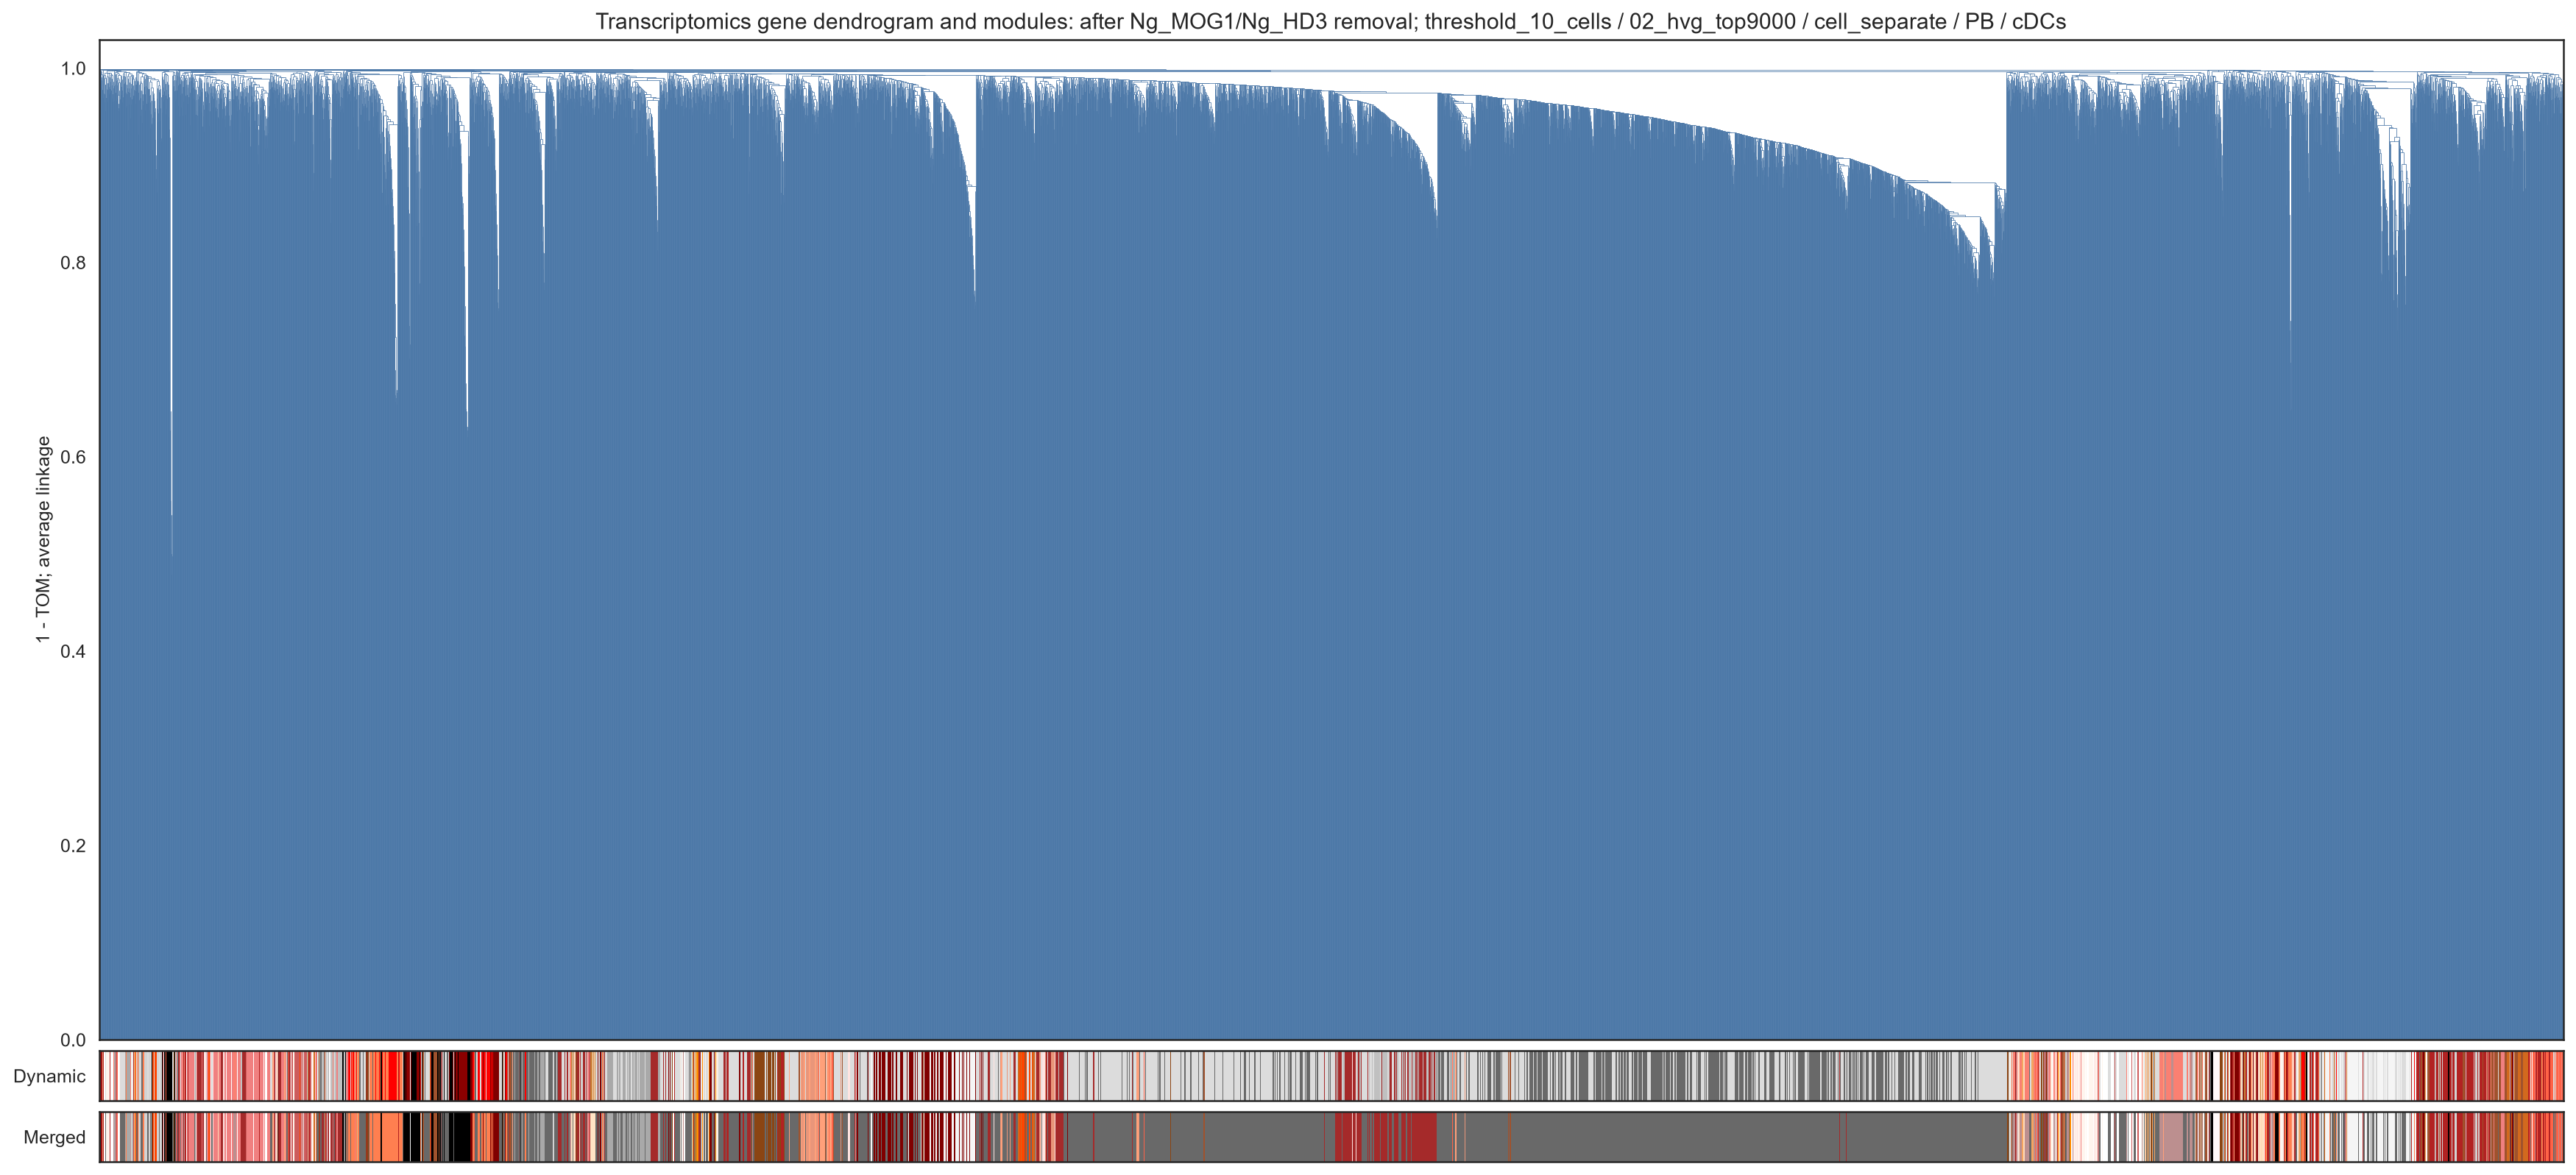 Transcriptomics gene dendrogram and modules: after Ng_MOG1/Ng_HD3 removal; threshold_10_cells / 02_hvg_top9000 / cell_separate / PB / cDCs
1.0
0.8
0.6
0.4
0.2
0.0
1 - TOM; average linkage
Dynamic
Merged